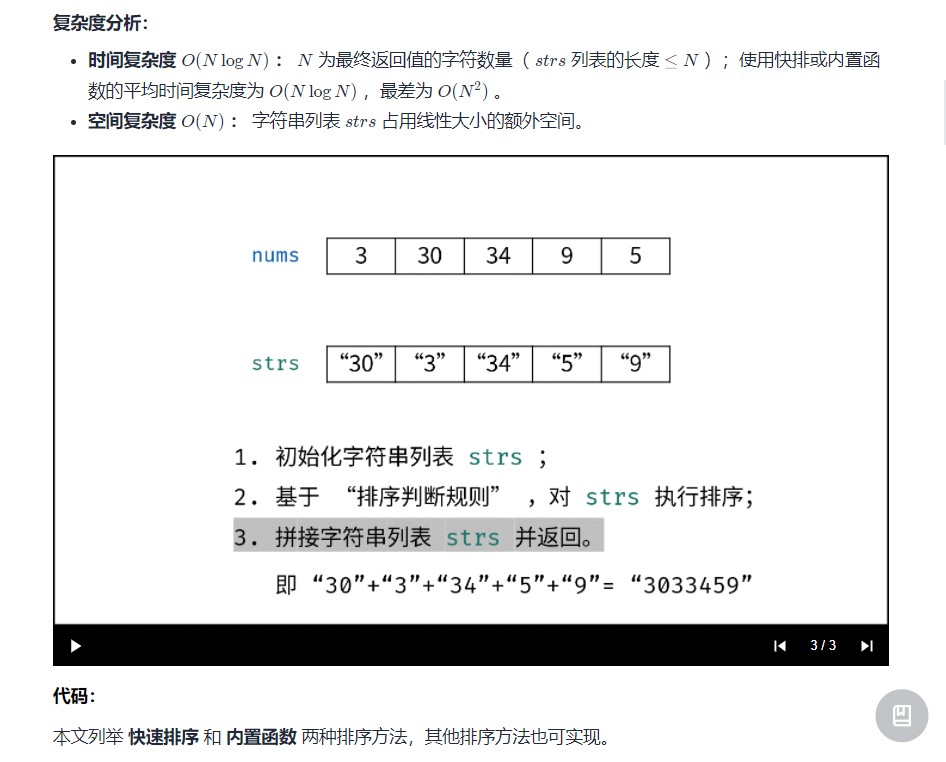 复杂度分析：
• 时间复杂度 O(N log N)： N 为最终返回值的字符数量（ strs 列表的长度 ≤ N ）；使用快排或内置函
数的平均时间复杂度为 O(N log N) ，最差为 O(N²) 。
• 空间复杂度 O(N)： 字符串列表 strs 占用线性大小的额外空间。
nums 3 30 34 9 5
strs “30” “3” “34” “5” “9”
1. 初始化字符串列表 strs ；
2. 基于 “排序判断规则” ，对 strs 执行排序；
3. 拼接字符串列表 strs 并返回。
即 “30”+“3”+“34”+“5”+“9”= “3033459”
3 / 3
代码：
本文列举 快速排序 和 内置函数 两种排序方法，其他排序方法也可实现。